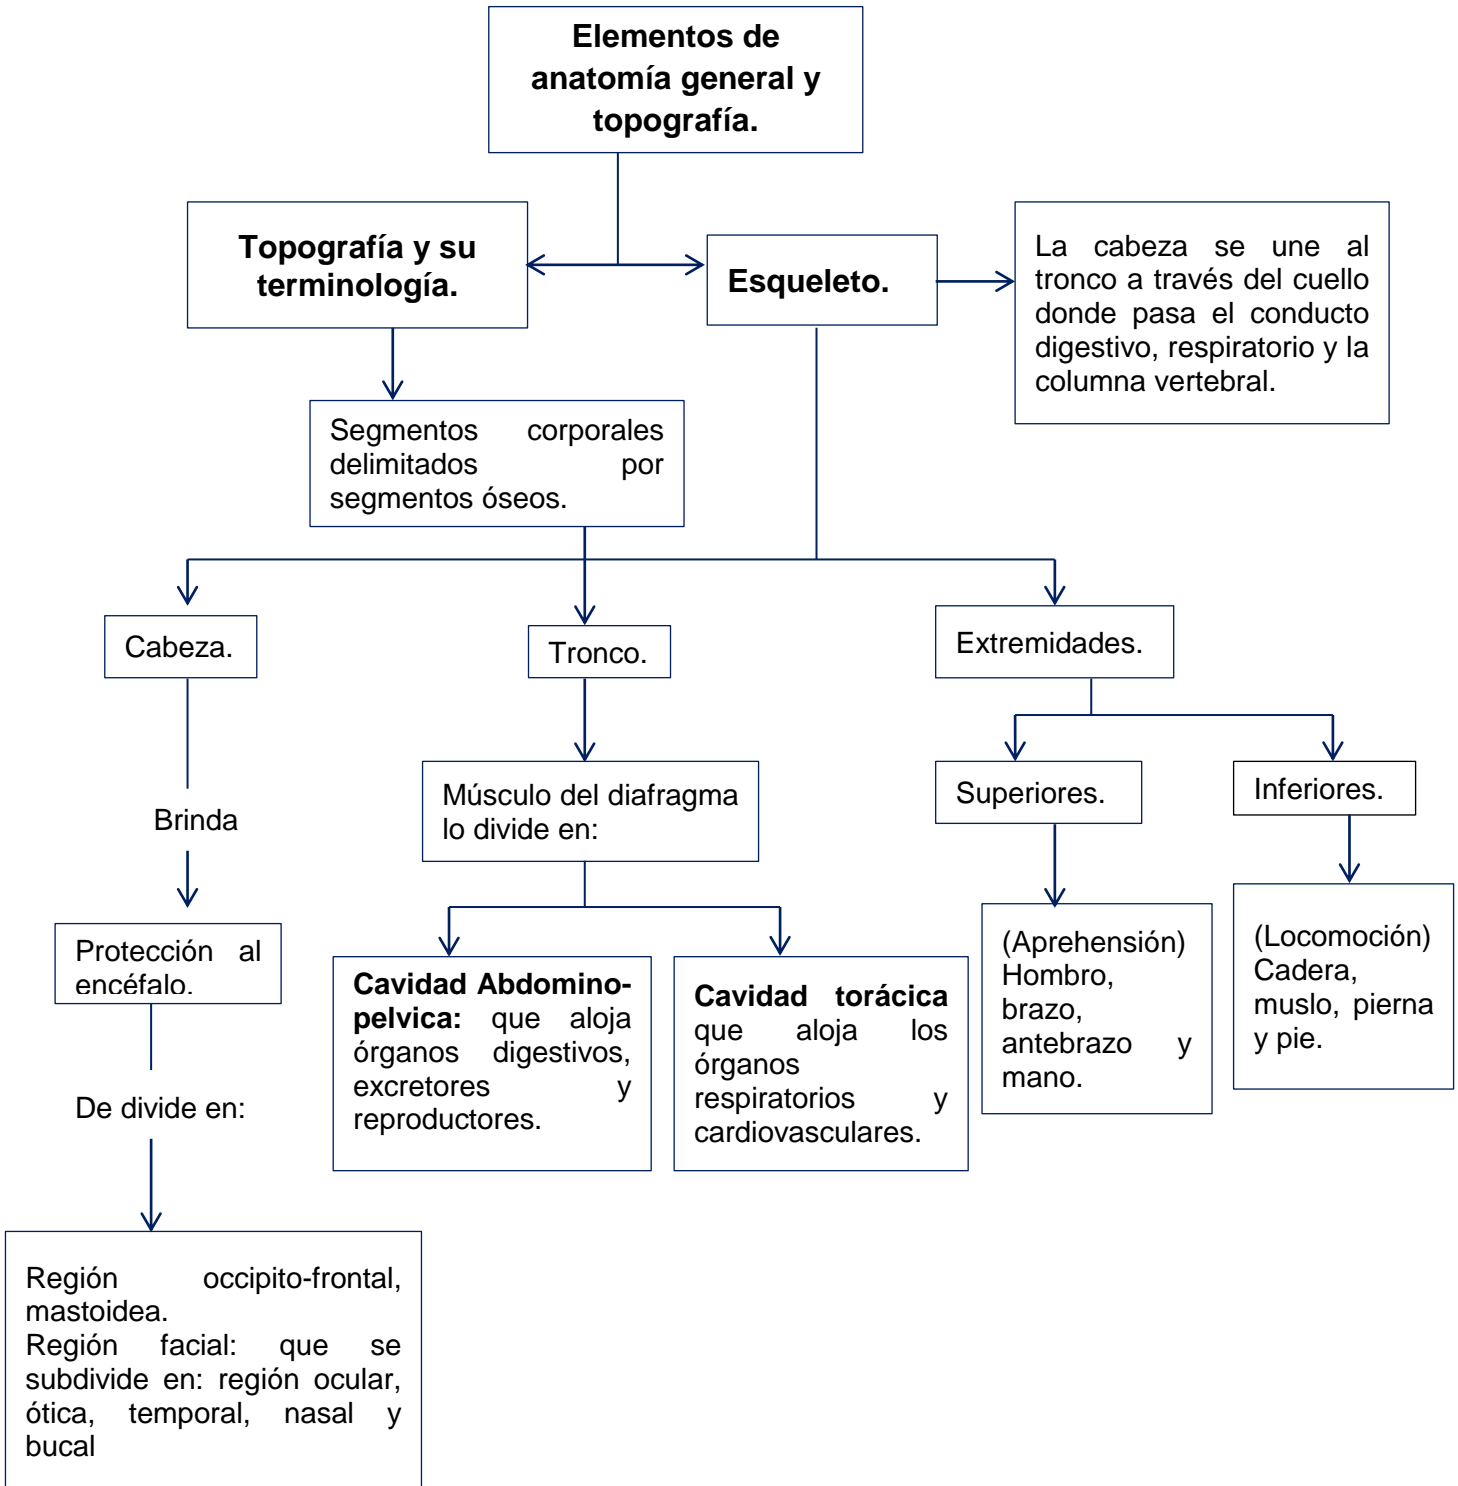 Elementos de
anatomía general y
topografía.
Topografía y su
terminología.
Esqueleto.
La cabeza se une al
tronco a través del cuello
donde pasa el conducto
digestivo, respiratorio y la
columna vertebral.
Segmentos corporales
delimitados por
segmentos óseos.
Cabeza.
Tronco.
Extremidades.
Brinda
Músculo del diafragma
lo divide en:
Superiores.
Inferiores.
Protección al
encéfalo.
Cavidad Abdomino-
pelvica: que aloja
órganos digestivos,
excretores y
reproductores.
Cavidad torácica
que aloja los
órganos
respiratorios y
cardiovasculares.
(Aprehensión)
Hombro,
brazo,
antebrazo y
mano.
(Locomoción)
Cadera,
muslo, pierna
y pie.
De divide en:
Región occipito-frontal,
mastoidea.
Región facial: que se
subdivide en: región ocular,
ótica, temporal, nasal y
bucal